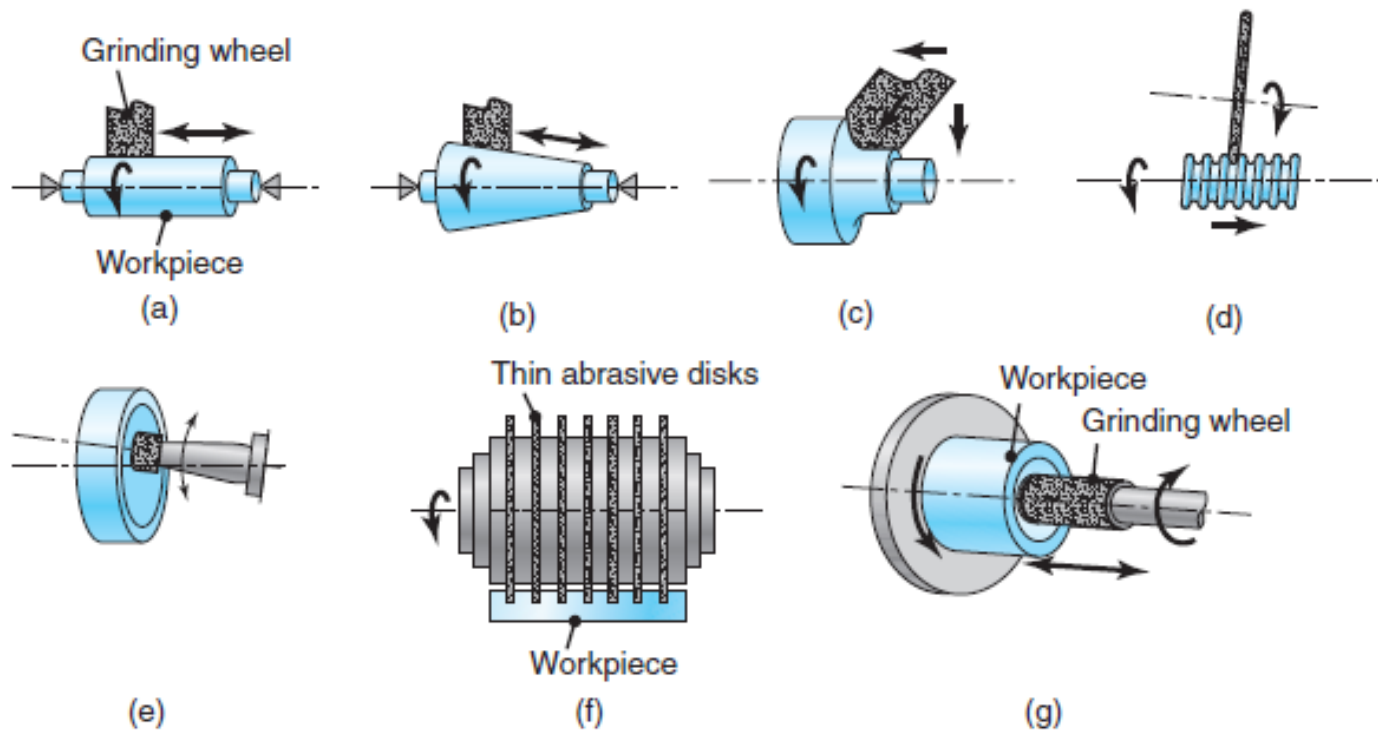 Grinding wheel
Workpiece
(a)
(b)
(c)
(d)
Thin abrasive disks
Workpiece
Workpiece
Grinding wheel
(e)
(f)
(g)